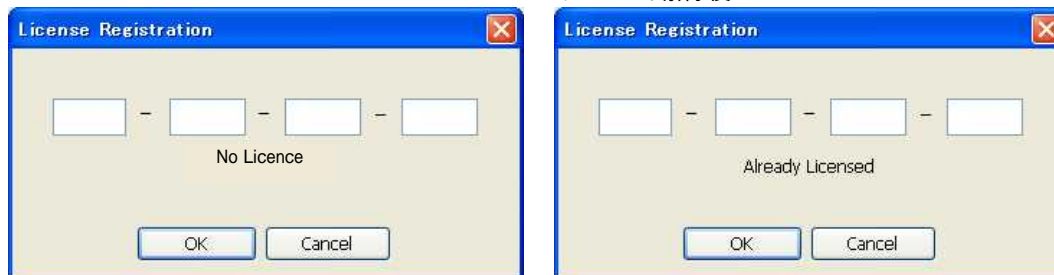 License Registration
- - -
No Licence
OK Cancel
License Registration
- - -
Already Licensed
OK Cancel